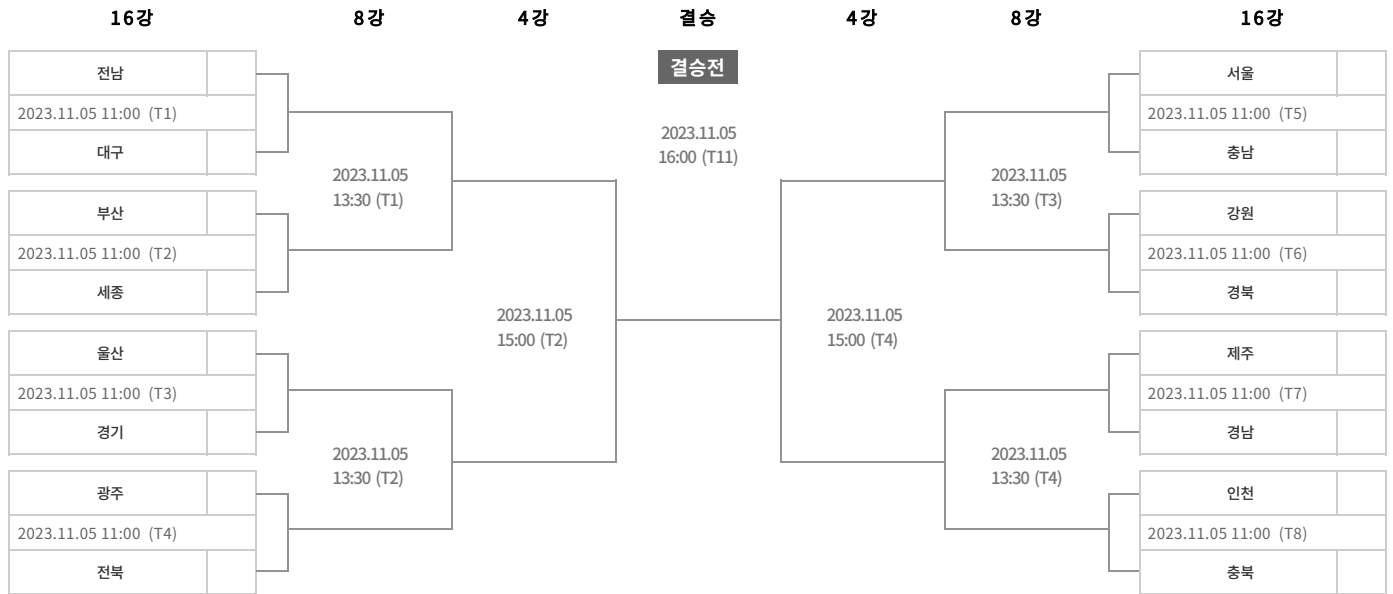 16강 8강 4강 결승 4강 8강 16강
결승전
2023.11.05
16:00 (T11)
전남
2023.11.05 11:00 (T1)
대구
부산
2023.11.05 11:00 (T2)
세종
울산
2023.11.05 11:00 (T3)
경기
광주
2023.11.05 11:00 (T4)
전북
2023.11.05
13:30 (T1)
2023.11.05
13:30 (T2)
2023.11.05
15:00 (T2)
2023.11.05
15:00 (T4)
2023.11.05
13:30 (T3)
2023.11.05
13:30 (T4)
서울
2023.11.05 11:00 (T5)
충남
강원
2023.11.05 11:00 (T6)
경북
제주
2023.11.05 11:00 (T7)
경남
인천
2023.11.05 11:00 (T8)
충북